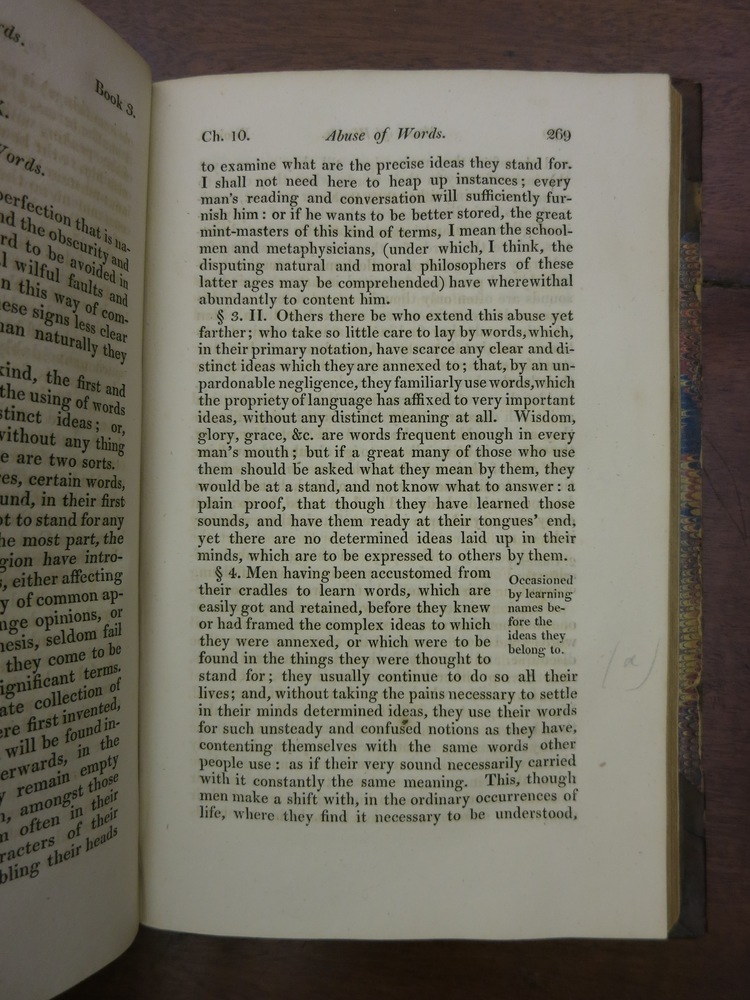 rds.
Book 3.
K.
Words.
perfection that is na-
nd the obscurity and
rd to be avoided in
l wilful faults and
n this way of com-
ese signs less clear
han naturally they
kind, the first and
the using of words
stinct ideas; or,
without any thing
e are two sorts.
es, certain words,
und, in their first
ot to stand for any
he most part, the
gion have intro-
, either affecting
y of common ap-
nge opinions, or
hesis, seldom fail
they come to be
ignificant terms.
ate collection of
re first invented,
will be found in-
erwards, in the
y remain empty
, amongst those
n often in their
racters of their
bling their heads
Ch. 10. Abuse of Words. 269
to examine what are the precise ideas they stand for.
I shall not need here to heap up instances; every
man's reading and conversation will sufficiently fur-
nish him: or if he wants to be better stored, the great
mint-masters of this kind of terms, I mean the school-
men and metaphysicians, (under which, I think, the
disputing natural and moral philosophers of these
latter ages may be comprehended) have wherewithal
abundantly to content him.
§ 3. II. Others there be who extend this abuse yet
farther; who take so little care to lay by words, which,
in their primary notation, have scarce any clear and di-
stinct ideas which they are annexed to; that, by an un-
pardonable negligence, they familiarly use words, which
the propriety of language has affixed to very important
ideas, without any distinct meaning at all. Wisdom,
glory, grace, &c. are words frequent enough in every
man's mouth; but if a great many of those who use
them should be asked what they mean by them, they
would be at a stand, and not know what to answer: a
plain proof, that though they have learned those
sounds, and have them ready at their tongues' end,
yet there are no determined ideas laid up in their
minds, which are to be expressed to others by them.
§ 4. Men having been accustomed from
their cradles to learn words, which are
easily got and retained, before they knew
or had framed the complex ideas to which
they were annexed, or which were to be
found in the things they were thought to
Occasioned
by learning
names be-
fore the
ideas they
belong to.
stand for; they usually continue to do so all their
lives; and, without taking the pains necessary to settle
in their minds determined ideas, they use their words
for such unsteady and confused notions as they have,
contenting themselves with the same words other
people use: as if their very sound necessarily carried
with it constantly the same meaning. This, though
men make a shift with, in the ordinary occurrences of
life, where they find it necessary to be understood,
(a)